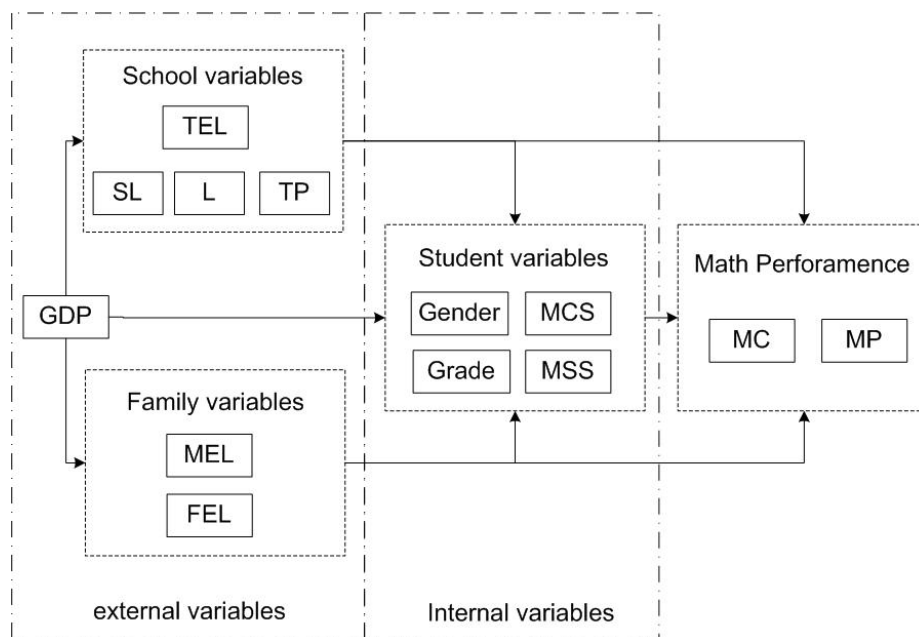 School variables
TEL
SL L TP
GDP
Family variables
MEL
FEL
external variables
Student variables
Gender MCS
Grade MSS
Internal variables
Math Perforamence
MC MP